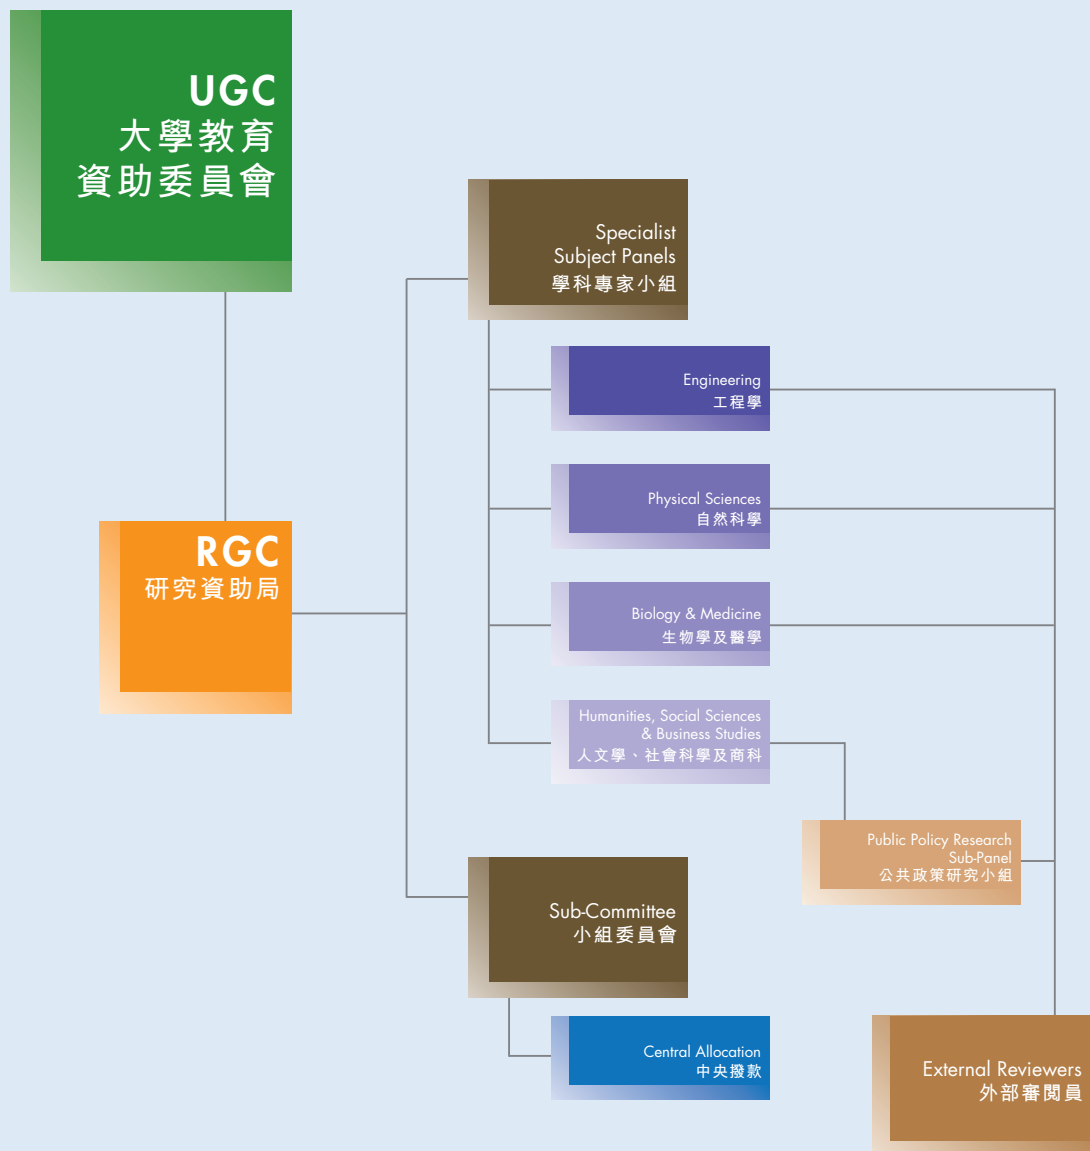 UGC
大學教育
資助委員會
Specialist
Subject Panels
學科專家小組
Engineering
工程學
Physical Sciences
自然科學
RGC
研究資助局
Biology & Medicine
生物學及醫學
Humanities, Social Sciences
& Business Studies
人文學、社會科學及商科
Public Policy Research
Sub-Panel
公共政策研究小組
Sub-Committee
小組委員會
Central Allocation
中央撥款
External Reviewers
外部審閱員